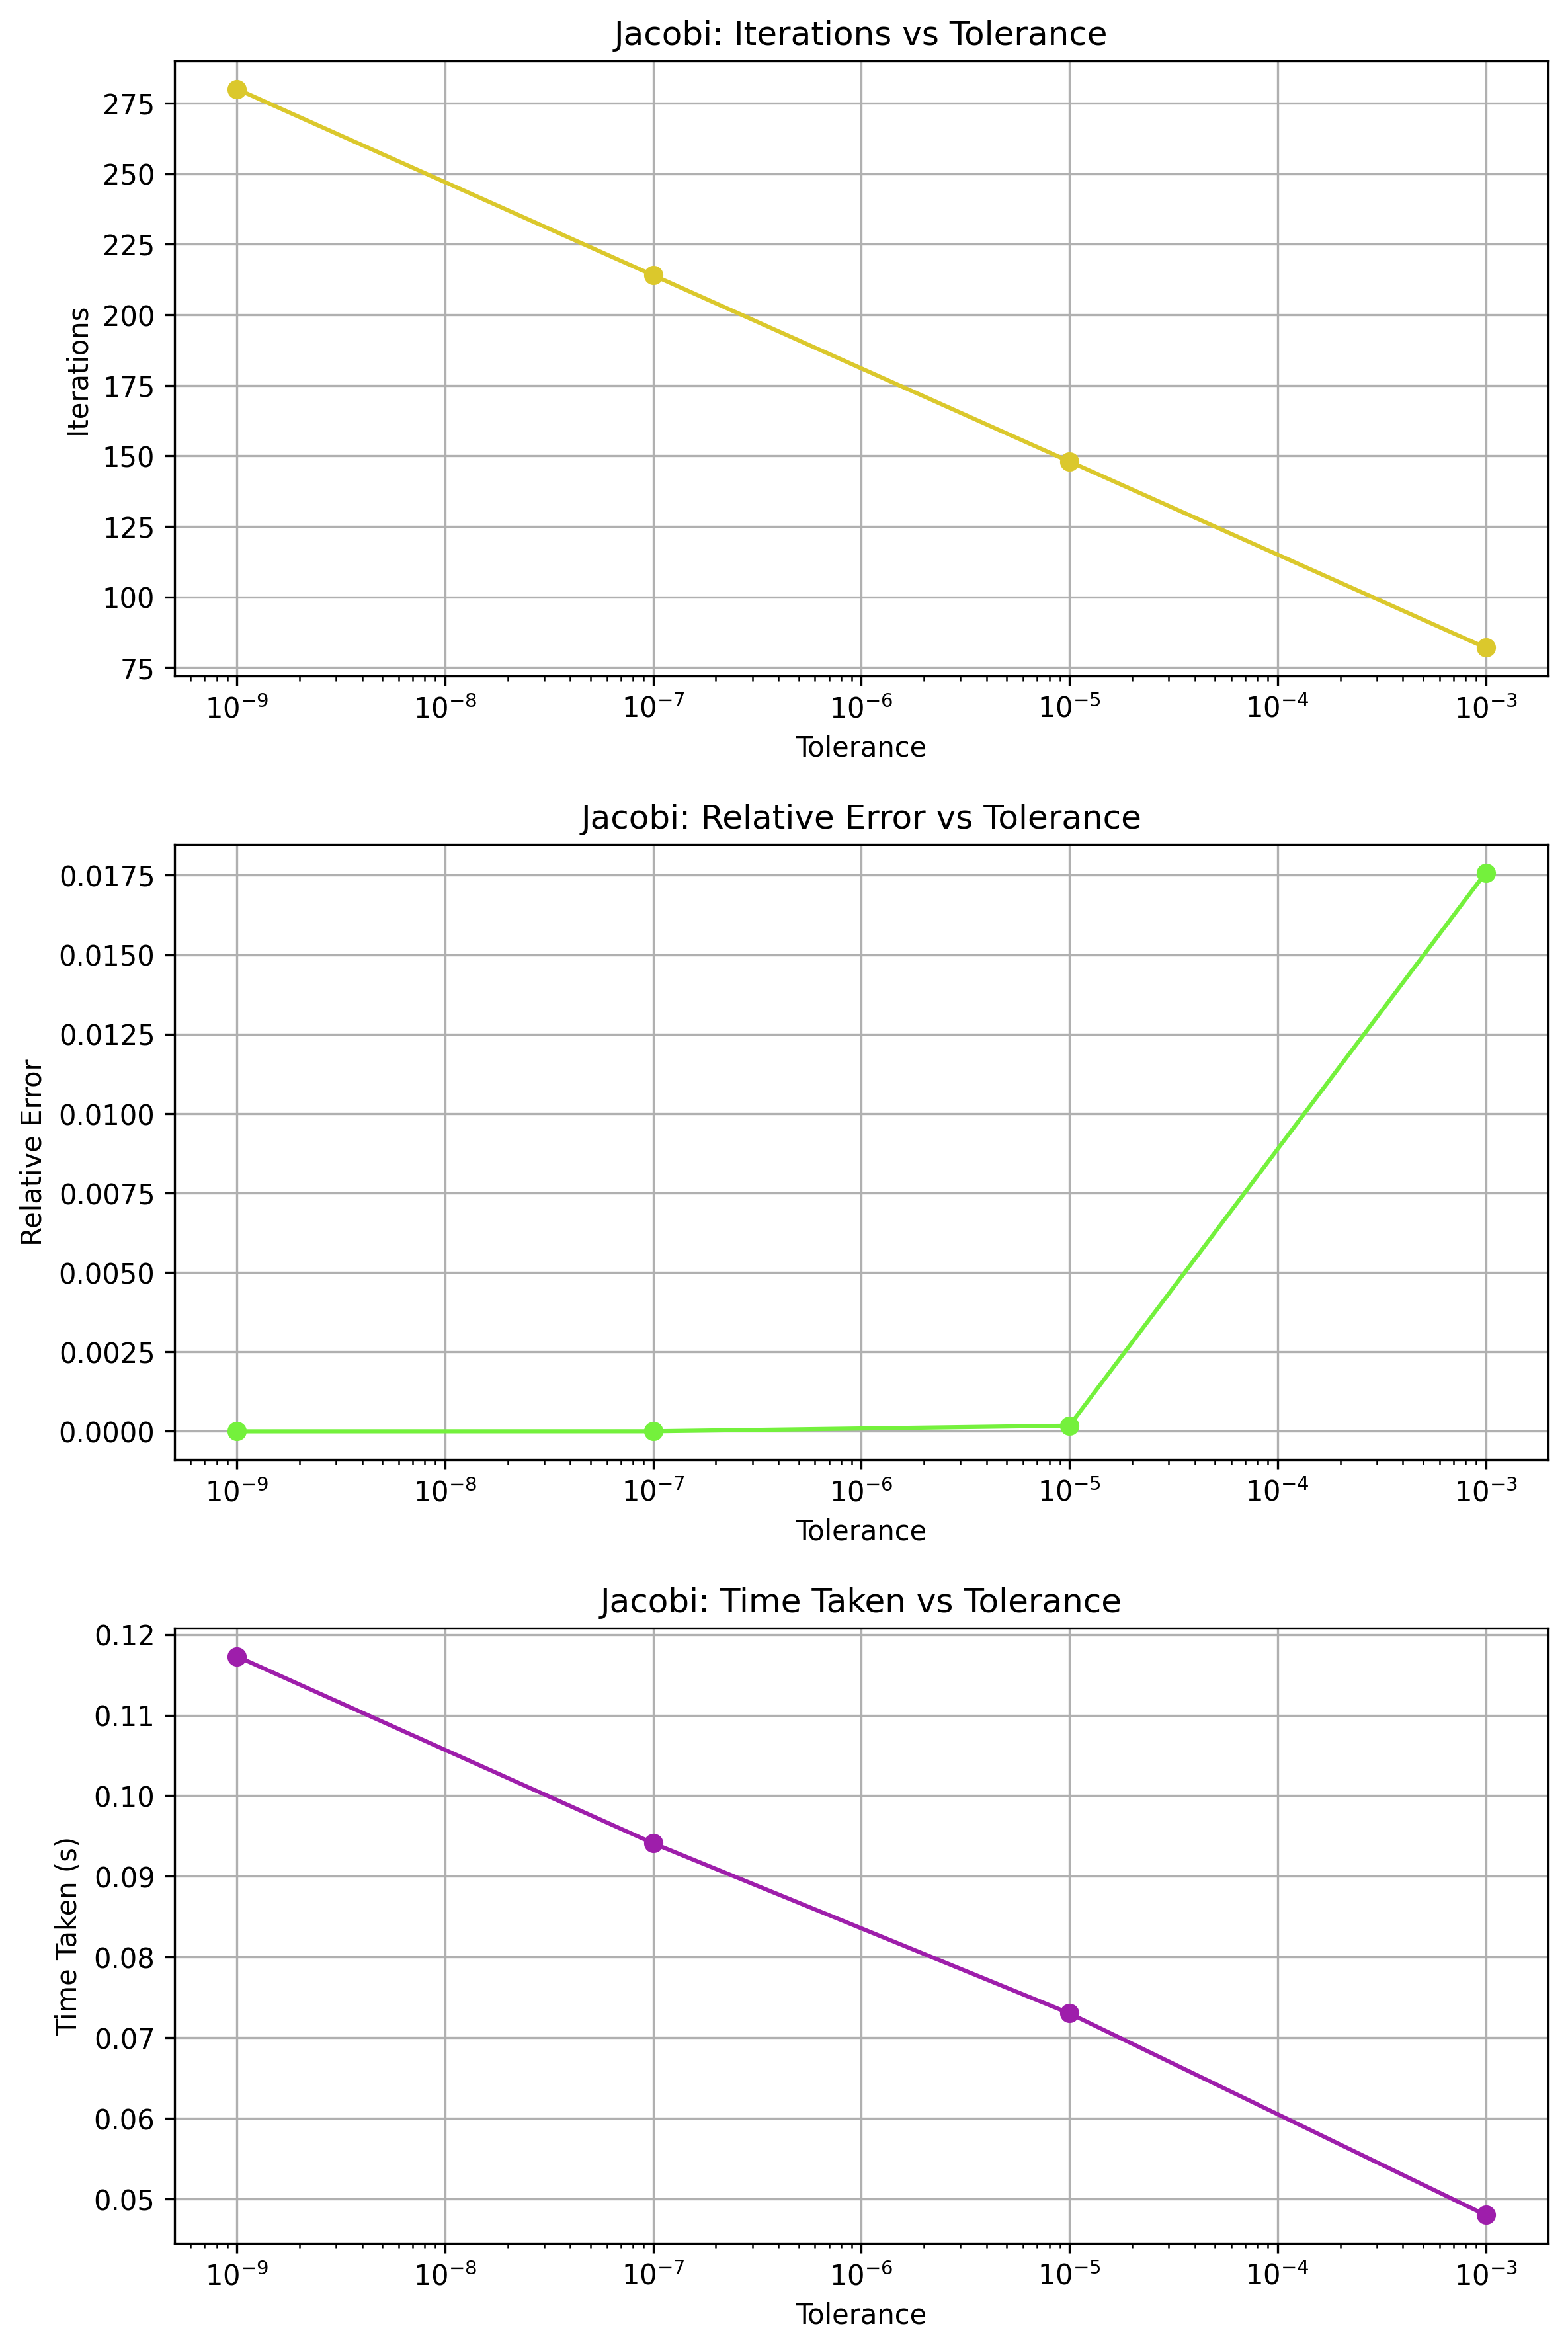 Jacobi: Iterations vs Tolerance
275
250
225
200
175
150
125
100
75
Iterations
10⁻⁹ 10⁻⁸ 10⁻⁷ 10⁻⁶ 10⁻⁵ 10⁻⁴ 10⁻³
Tolerance
Jacobi: Relative Error vs Tolerance
0.0175
0.0150
0.0125
0.0100
0.0075
0.0050
0.0025
0.0000
Relative Error
10⁻⁹ 10⁻⁸ 10⁻⁷ 10⁻⁶ 10⁻⁵ 10⁻⁴ 10⁻³
Tolerance
Jacobi: Time Taken vs Tolerance
0.12
0.11
0.10
0.09
0.08
0.07
0.06
0.05
Time Taken (s)
10⁻⁹ 10⁻⁸ 10⁻⁷ 10⁻⁶ 10⁻⁵ 10⁻⁴ 10⁻³
Tolerance